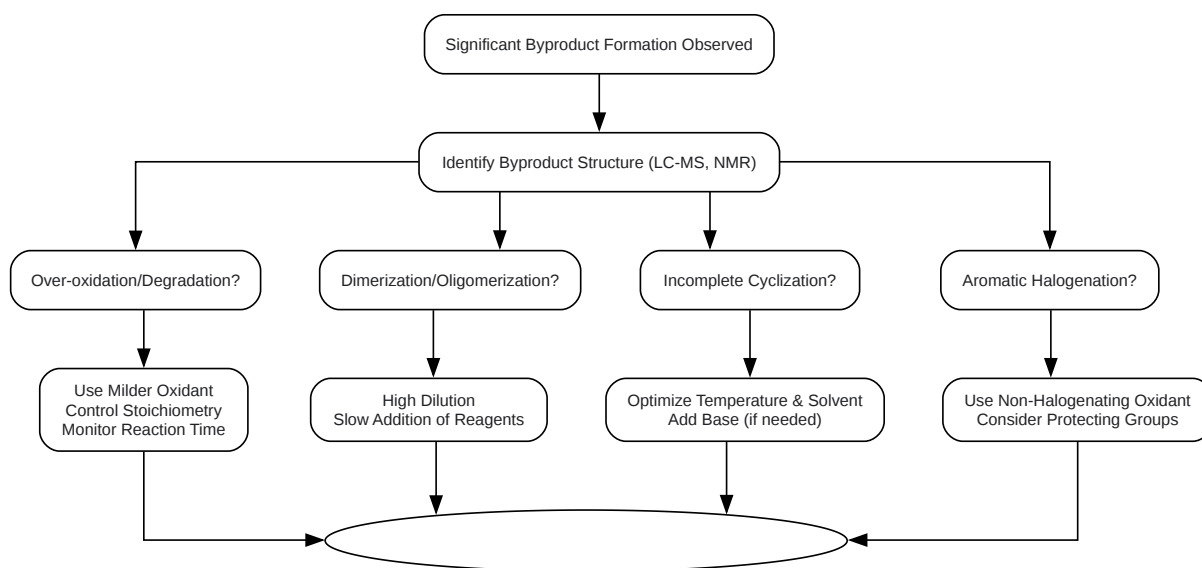 Significant Byproduct Formation Observed
Identify Byproduct Structure (LC-MS, NMR)
Over-oxidation/Degradation?
Dimerization/Oligomerization?
Incomplete Cyclization?
Aromatic Halogenation?
Use Milder Oxidant
Control Stoichiometry
Monitor Reaction Time
High Dilution
Slow Addition of Reagents
Optimize Temperature & Solvent
Add Base (if needed)
Use Non-Halogenating Oxidant
Consider Protecting Groups